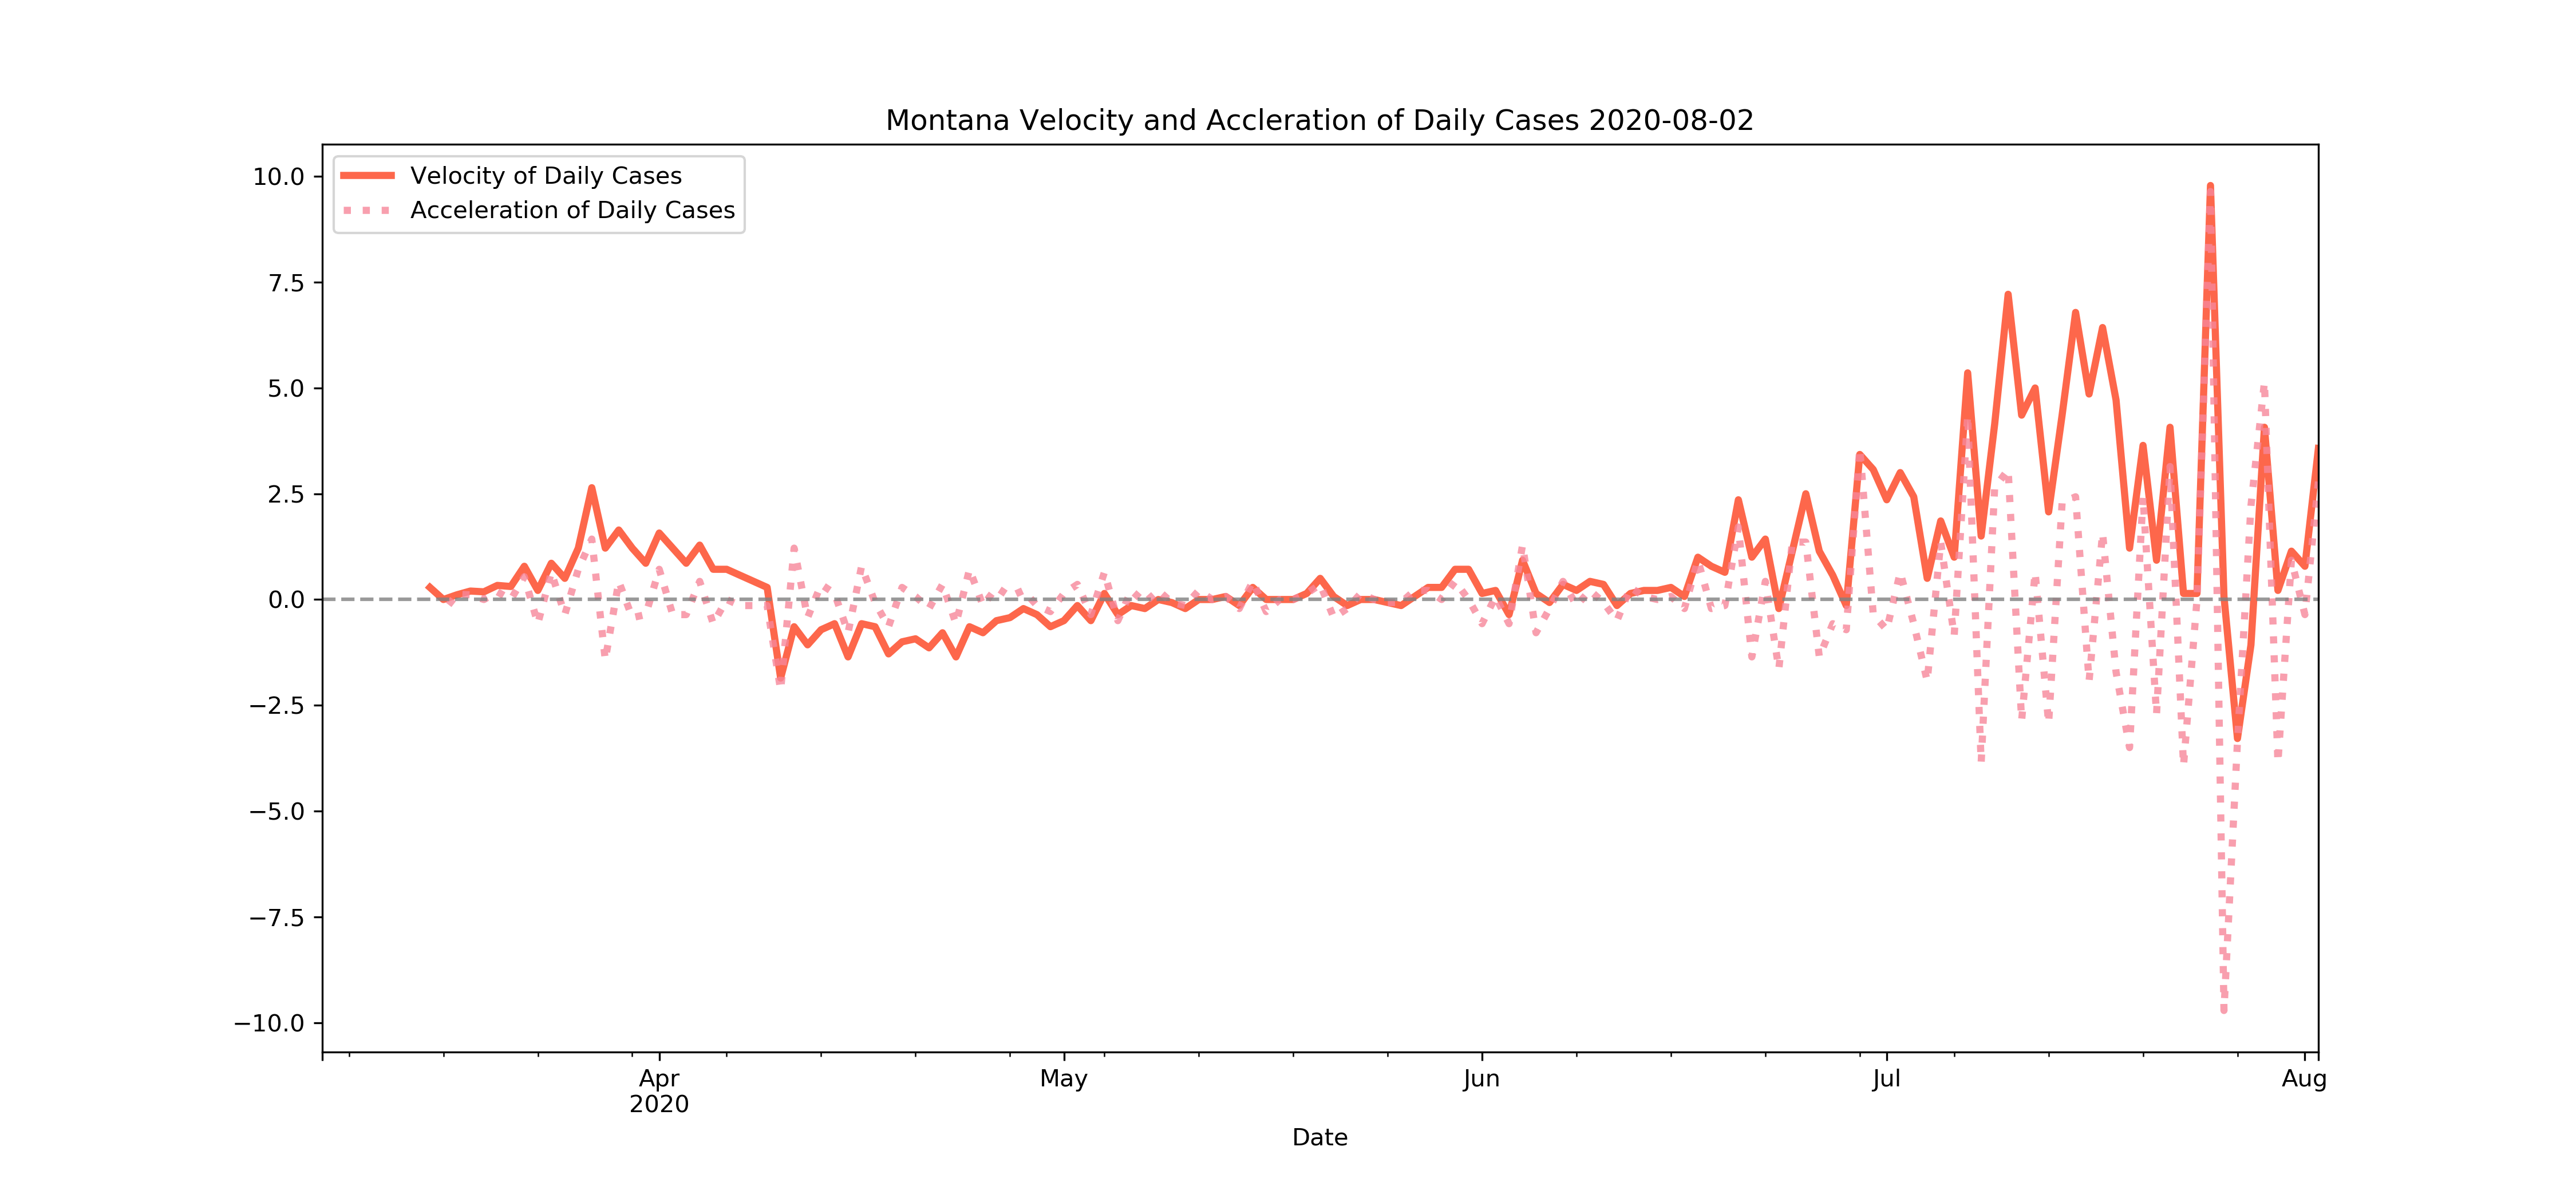 Montana Velocity and Accleration of Daily Cases 2020-08-02
Velocity of Daily Cases
Acceleration of Daily Cases
10.0
7.5
5.0
2.5
0.0
−2.5
−5.0
−7.5
−10.0
Apr
2020
May
Jun
Jul
Aug
Date